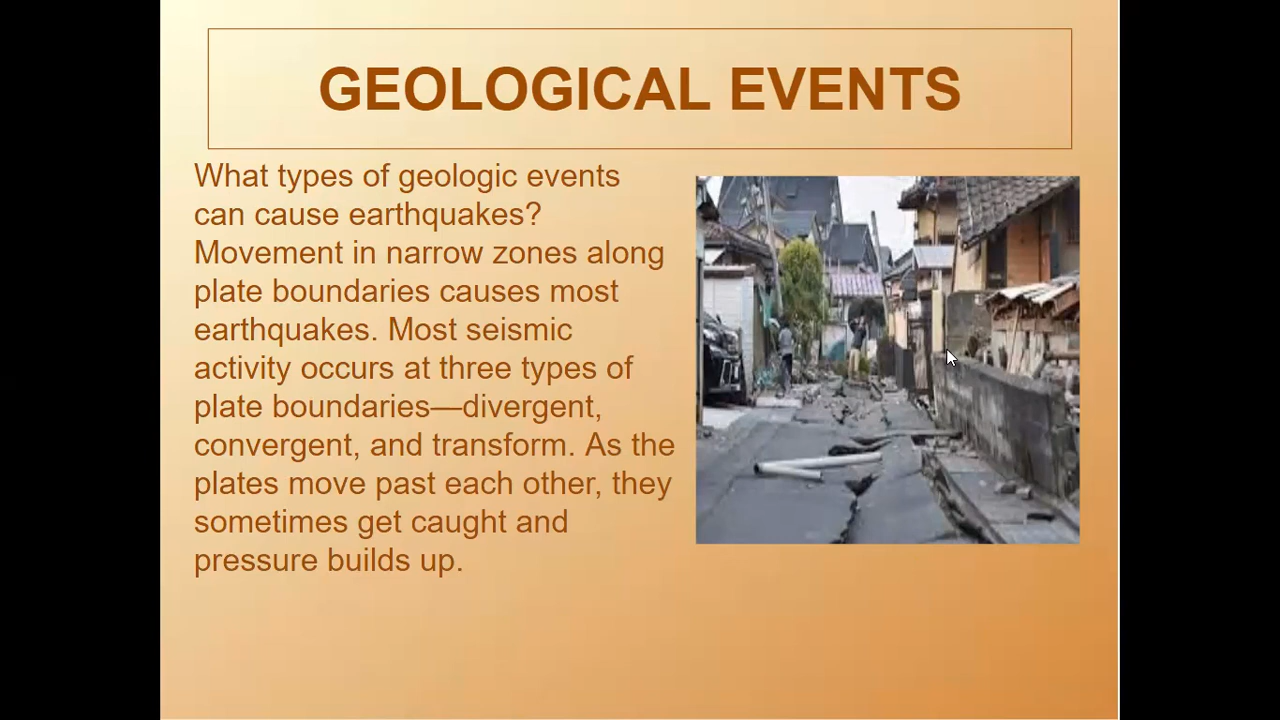 GEOLOGICAL EVENTS
What types of geologic events
can cause earthquakes?
Movement in narrow zones along
plate boundaries causes most
earthquakes. Most seismic
activity occurs at three types of
plate boundaries—divergent,
convergent, and transform. As the
plates move past each other, they
sometimes get caught and
pressure builds up.